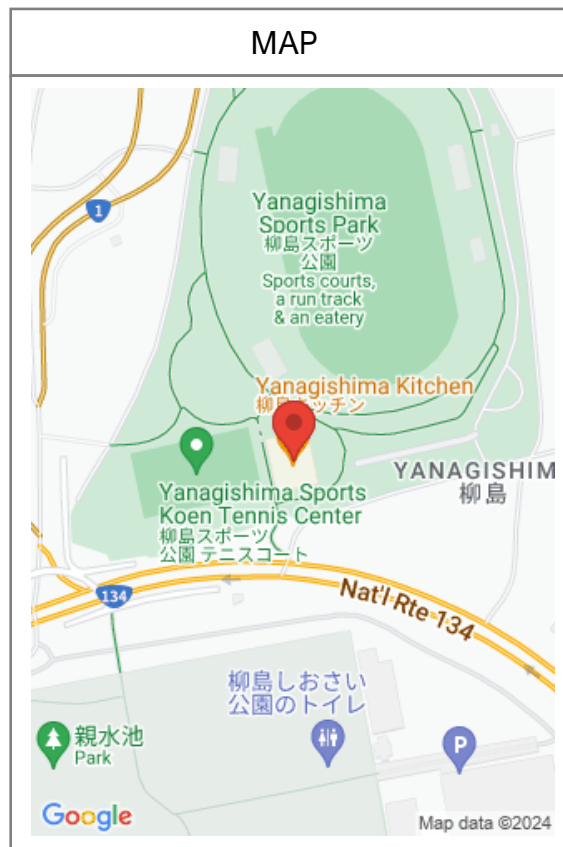 MAP
1
Yanagishima
Sports Park
柳島スポーツ
公園
Sports courts,
a run track
& an eatery
Yanagishima Kitchen
柳島キッチン
YANAGISHIM
柳島
Yanagishima.Sports
Koen Tennis Center
柳島スポーツ
公園 テニスコート
134
Nat'l Rte 134
柳島しおさい
公園のトイレ
親水池
Park
P
Google
Map data ©2024